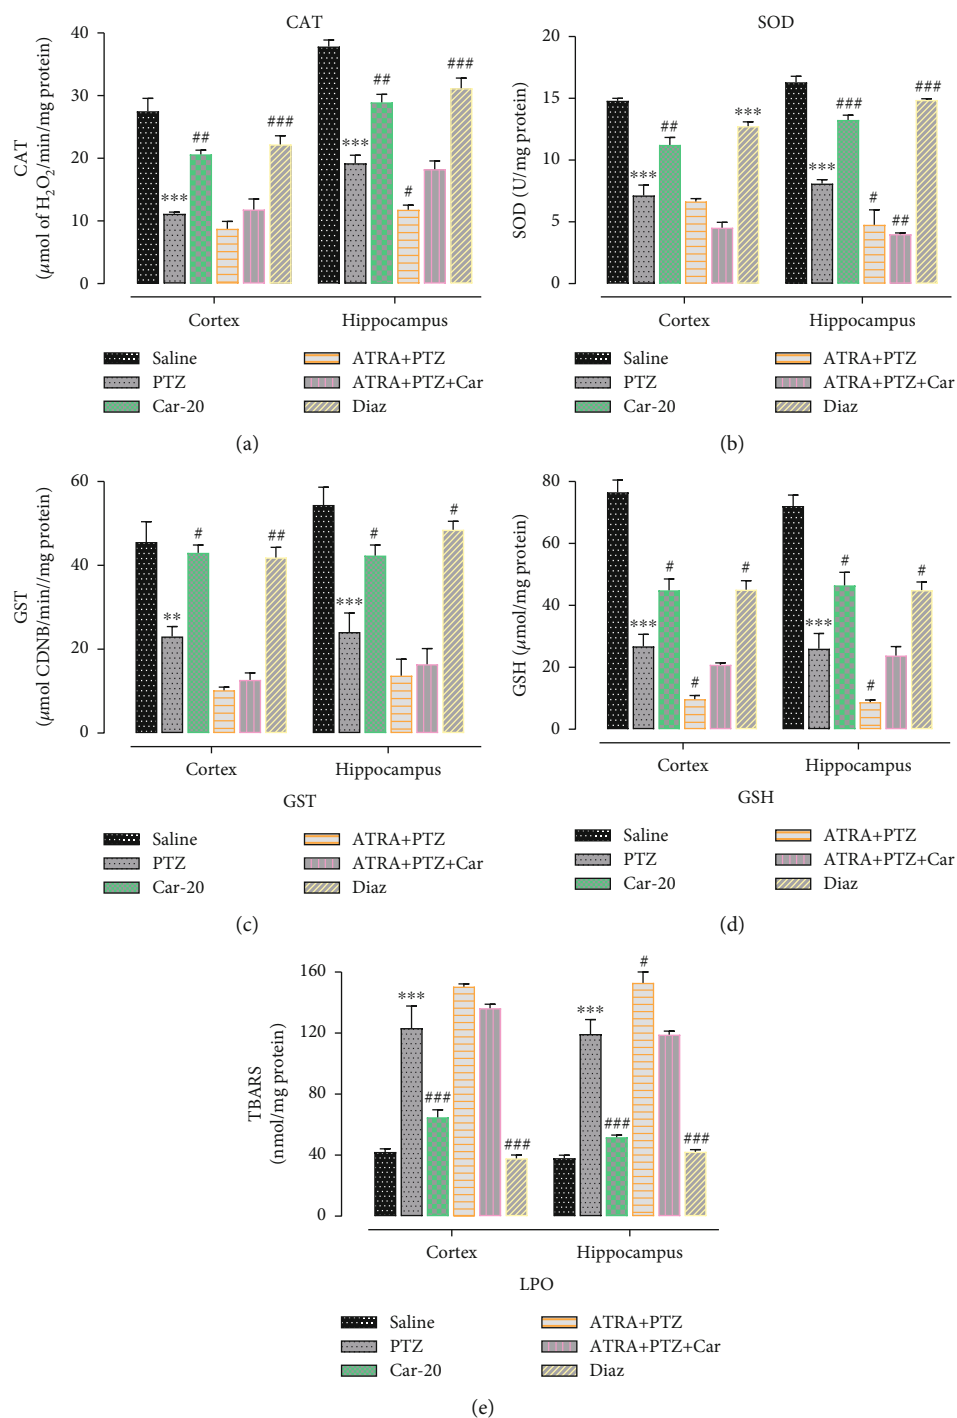 CAT
CAT
(µmol of H₂O₂/min/mg protein)
40
30
20
10
0
***
##
###
***
##
#
###
Cortex
Hippocampus
Saline
PTZ
Car-20
ATRA+PTZ
ATRA+PTZ+Car
Diaz
(a)
SOD
SOD (U/mg protein)
20
15
10
5
0
***
##
***
***
###
#
##
###
Cortex
Hippocampus
Saline
PTZ
Car-20
ATRA+PTZ
ATRA+PTZ+Car
Diaz
(b)
GST
(µmol CDNB/min//mg protein)
60
40
20
0
**
#
##
***
#
#
Cortex
Hippocampus
GST
Saline
PTZ
Car-20
ATRA+PTZ
ATRA+PTZ+Car
Diaz
(c)
GSH (µmol/mg protein)
80
60
40
20
0
***
#
#
#
***
#
#
#
Cortex
Hippocampus
GSH
Saline
PTZ
Car-20
ATRA+PTZ
ATRA+PTZ+Car
Diaz
(d)
TBARS
(nmol/mg protein)
160
120
80
40
0
***
###
###
***
###
#
###
Cortex
Hippocampus
LPO
Saline
PTZ
Car-20
ATRA+PTZ
ATRA+PTZ+Car
Diaz
(e)